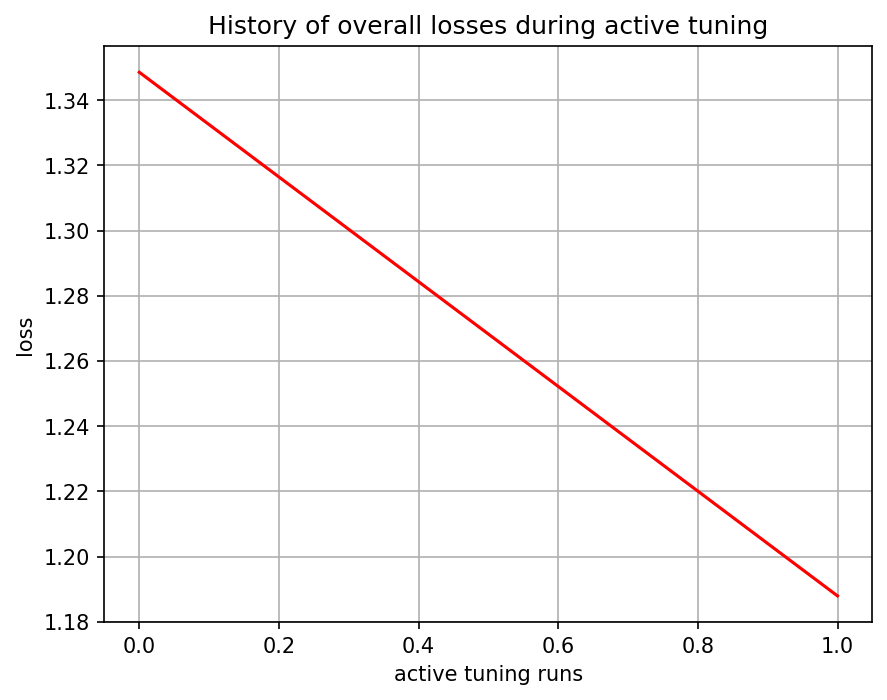 History of overall losses during active tuning
loss
1.34
1.32
1.30
1.28
1.26
1.24
1.22
1.20
1.18
0.0 0.2 0.4 0.6 0.8 1.0
active tuning runs